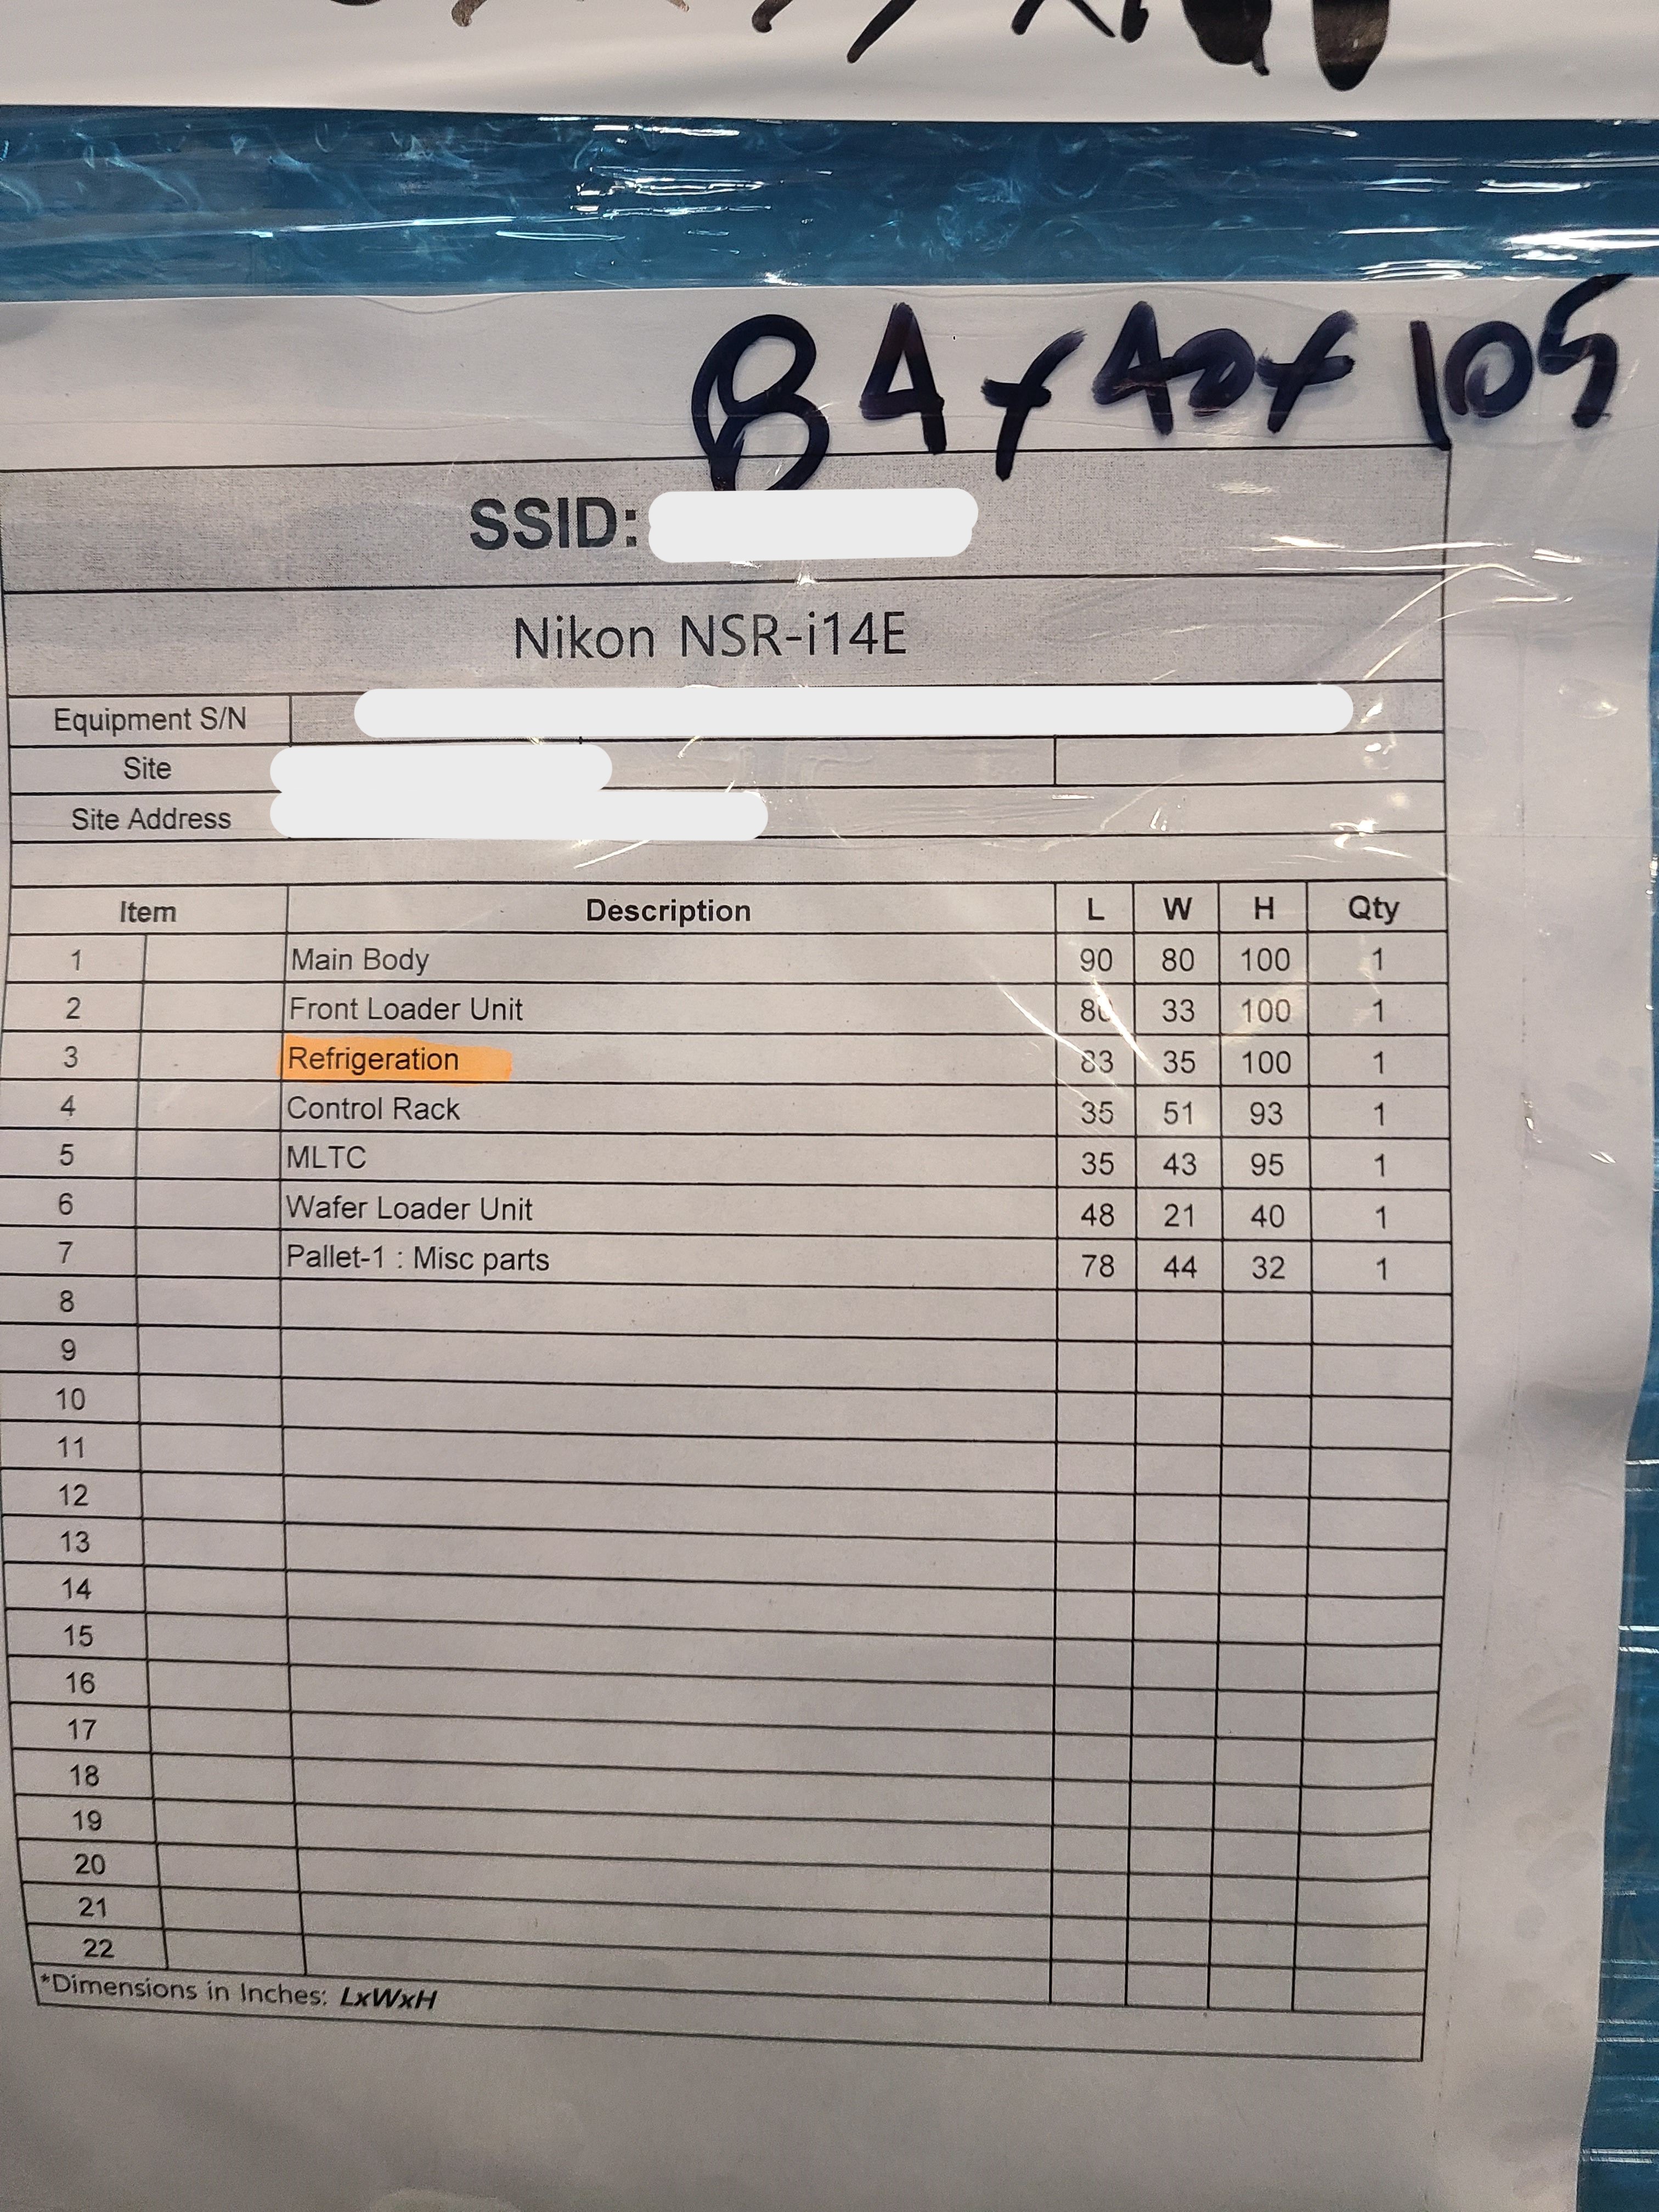 84 x 40 x 105
SSID:
Nikon NSR-i14E
Equipment S/N
Site
Site Address
Item Description L W H Qty
1 Main Body 90 80 100 1
2 Front Loader Unit 33 100 1
3 Refrigeration 83 35 100 1
4 Control Rack 35 51 93 1
5 MLTC 35 43 95 1
6 Wafer Loader Unit 48 21 40 1
7 Pallet-1 : Misc parts 78 44 32 1
8
9
10
11
12
13
14
15
16
17
18
19
20
21
22
*Dimensions in Inches: LxWxH